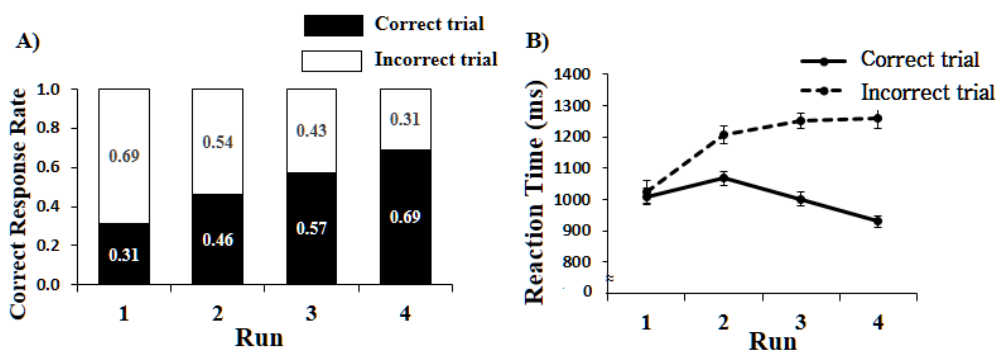 A)
Correct trial
Incorrect trial
Correct Response Rate
1.0
0.8
0.6
0.4
0.2
0.0
0.69
0.31
0.54
0.46
0.43
0.57
0.31
0.69
1 2 3 4
Run
B)
Correct trial
Incorrect trial
Reaction Time (ms)
1400
1300
1200
1100
1000
900
800
≈
0
1 2 3 4
Run